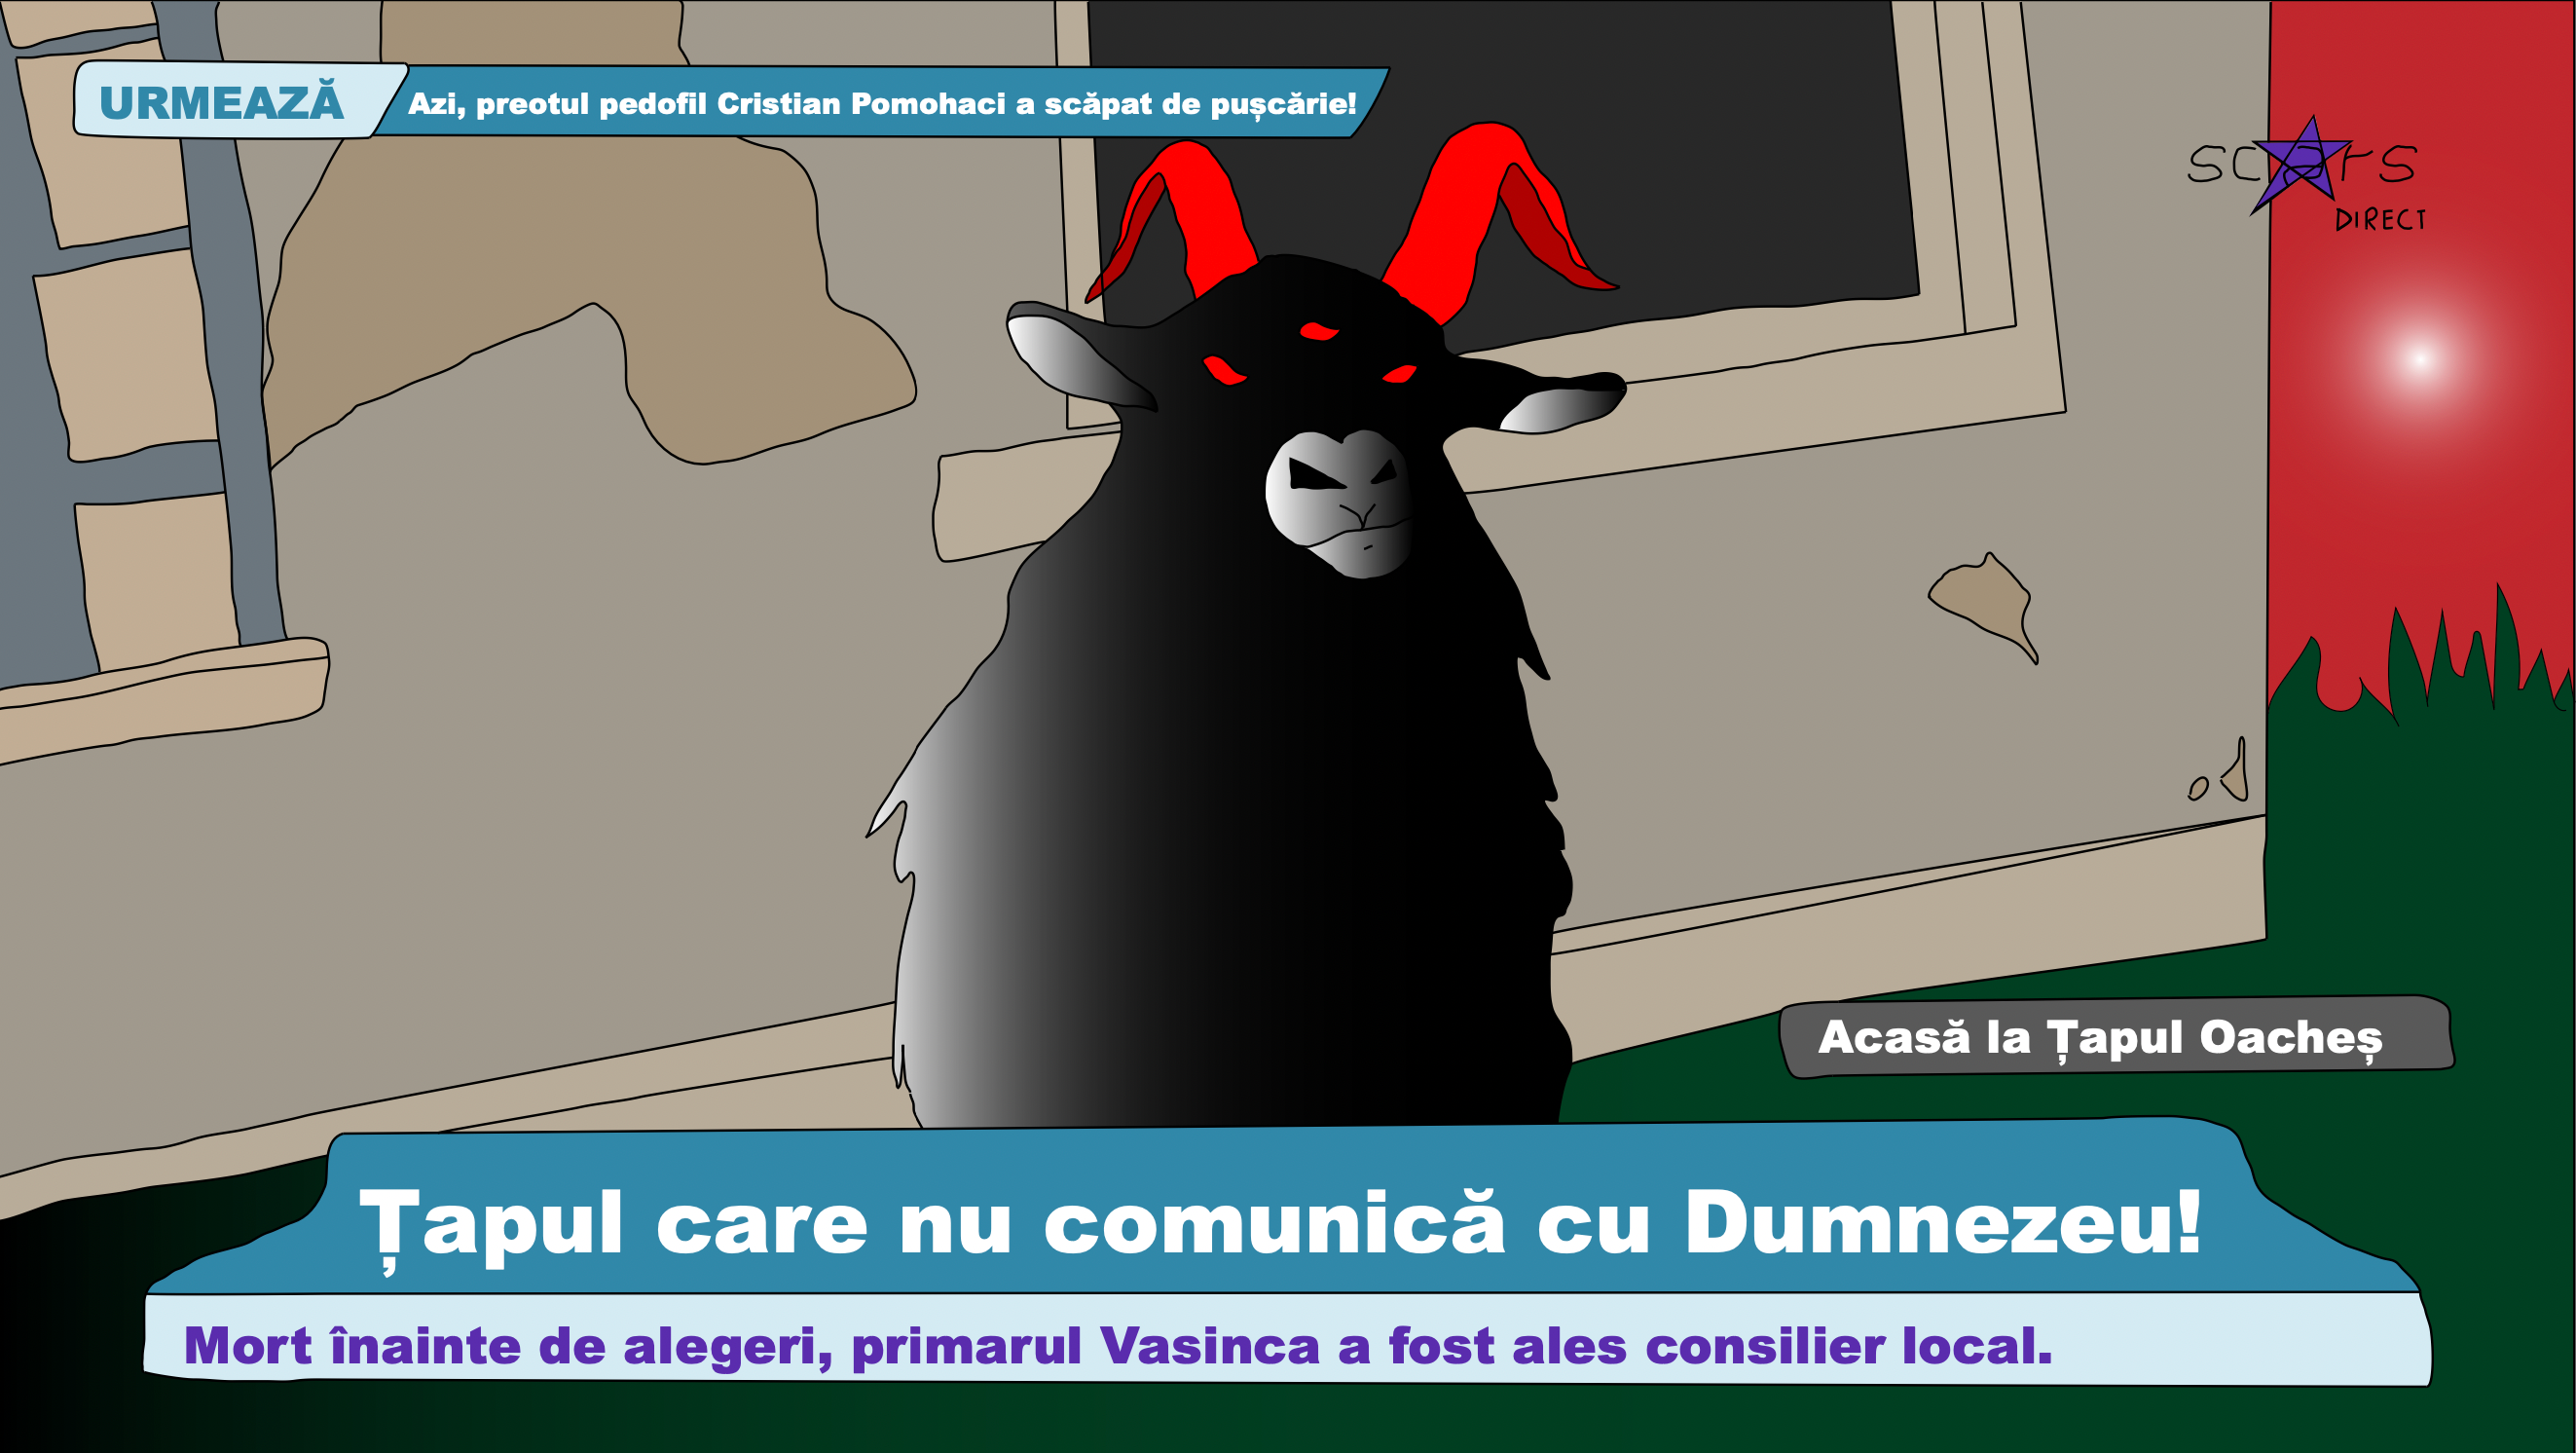 URMEAZĂ Azi, preotul pedofil Cristian Pomohaci a scăpat de pușcărie!
DIRECT
Acasă la Țapul Oacheș
Țapul care nu comunică cu Dumnezeu!
Mort înainte de alegeri, primarul Vasinca a fost ales consilier local.